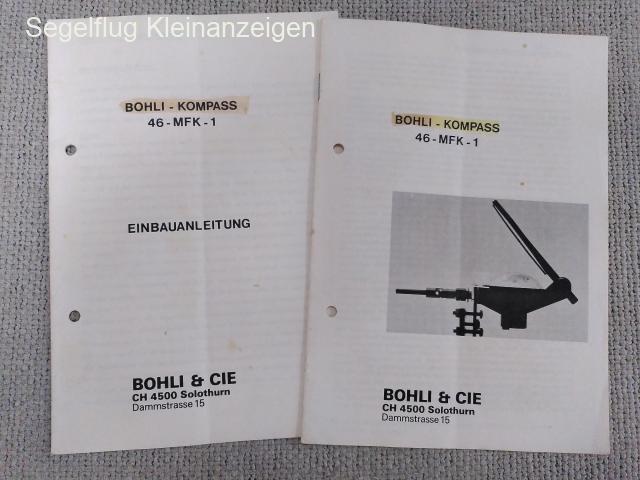 Segelflug Kleinanzeigen
BOHLI - KOMPASS
46 - MFK - 1
EINBAUANLEITUNG
BOHLI & CIE
CH 4500 Solothurn
Dammstrasse 15
BOHLI - KOMPASS
46 - MFK - 1
BOHLI & CIE
CH 4500 Solothurn
Dammstrasse 15